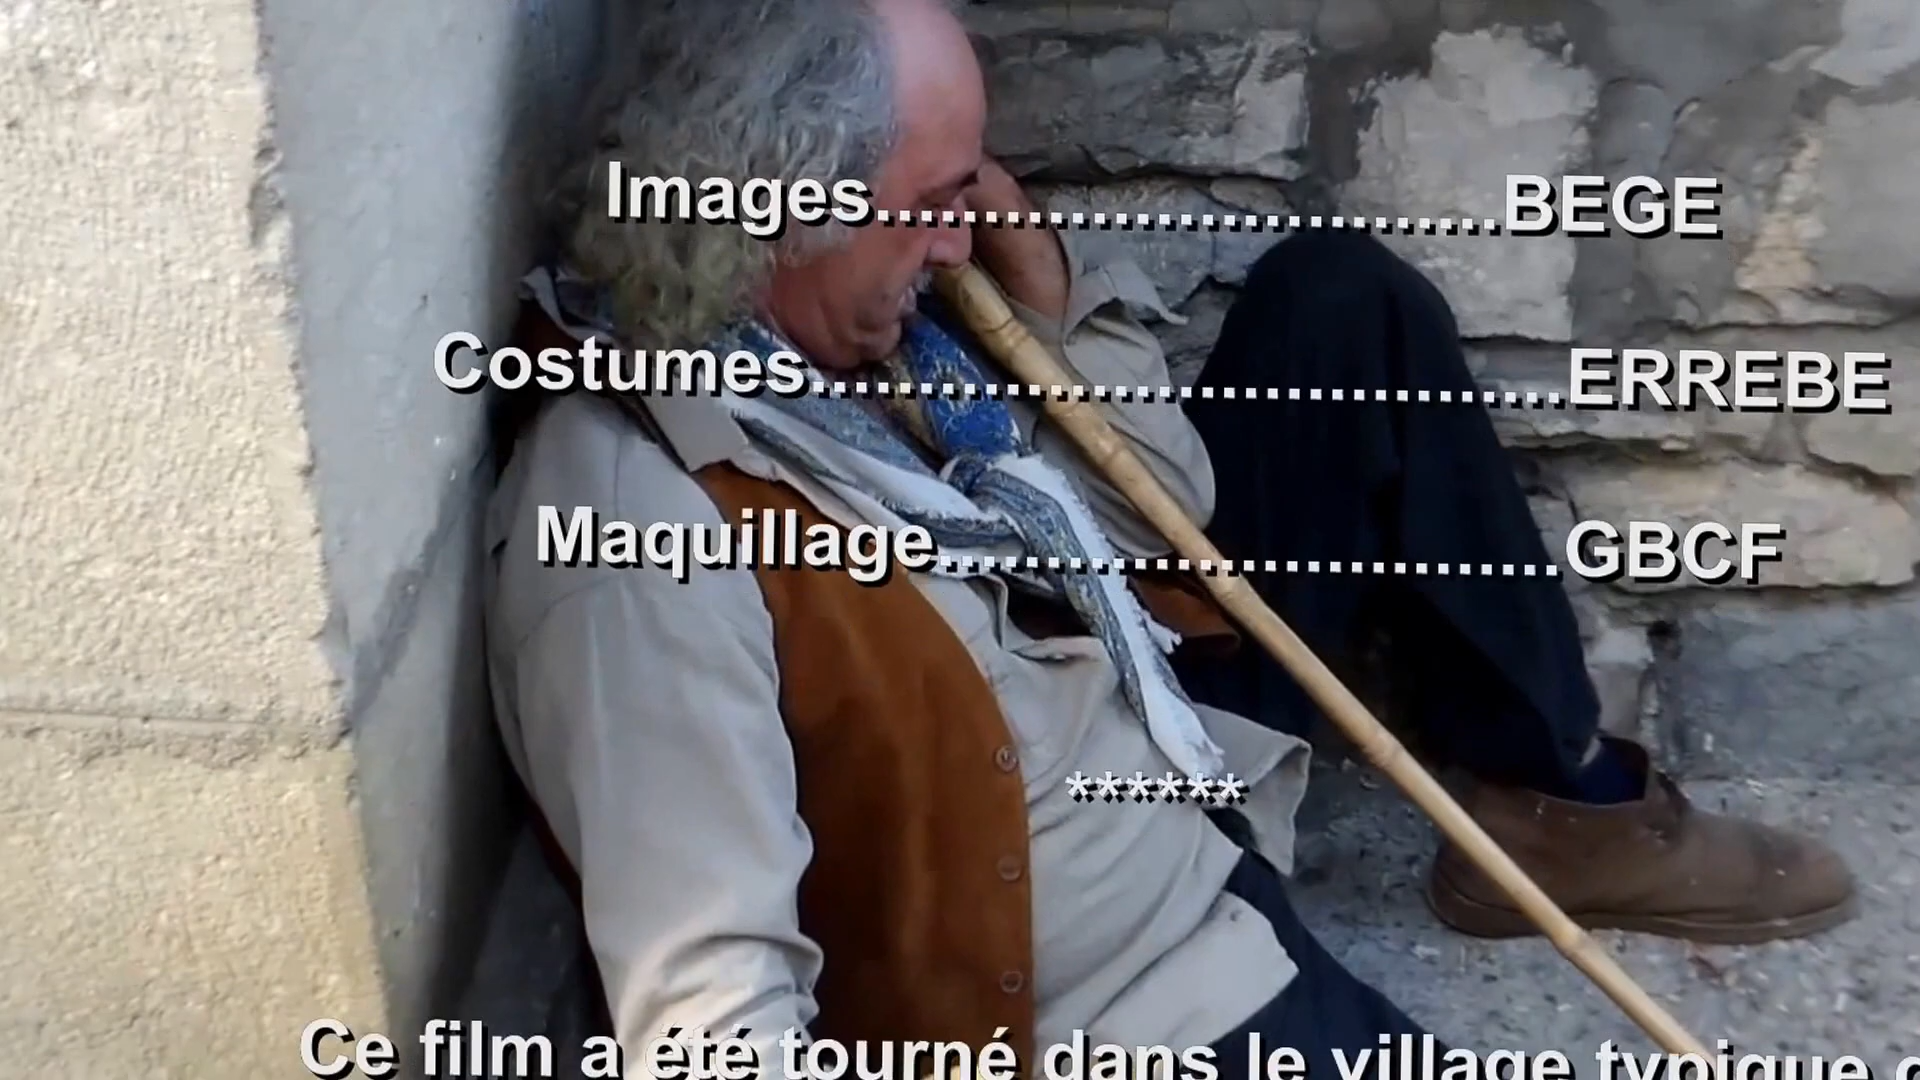 Images..............................BEGE
Costumes....................................ERREBE
Maquillage..............................GBCF
******
Ce film a été tourné dans le village typique